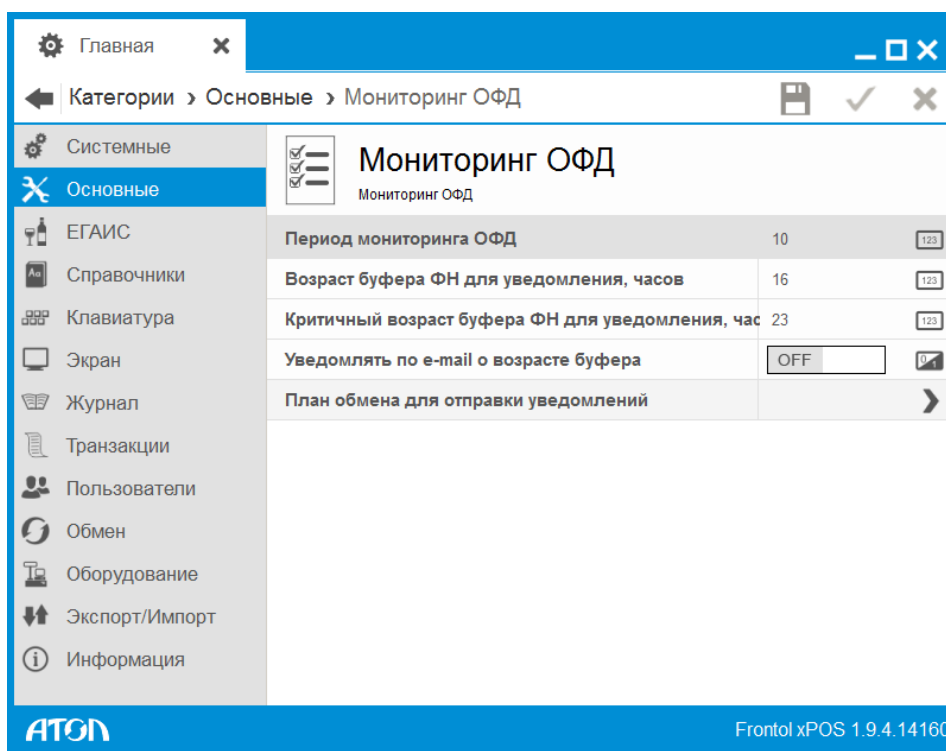 Главная
Категории › Основные › Мониторинг ОФД
Системные
Основные
ЕГАИС
Справочники
Клавиатура
Экран
Журнал
Транзакции
Пользователи
Обмен
Оборудование
Экспорт/Импорт
Информация
Мониторинг ОФД
Мониторинг ОФД
Период мониторинга ОФД 10 123
Возраст буфера ФН для уведомления, часов 16 123
Критичный возраст буфера ФН для уведомления, час 23 123
Уведомлять по e-mail о возрасте буфера OFF
План обмена для отправки уведомлений
ATOL Frontol xPOS 1.9.4.14160